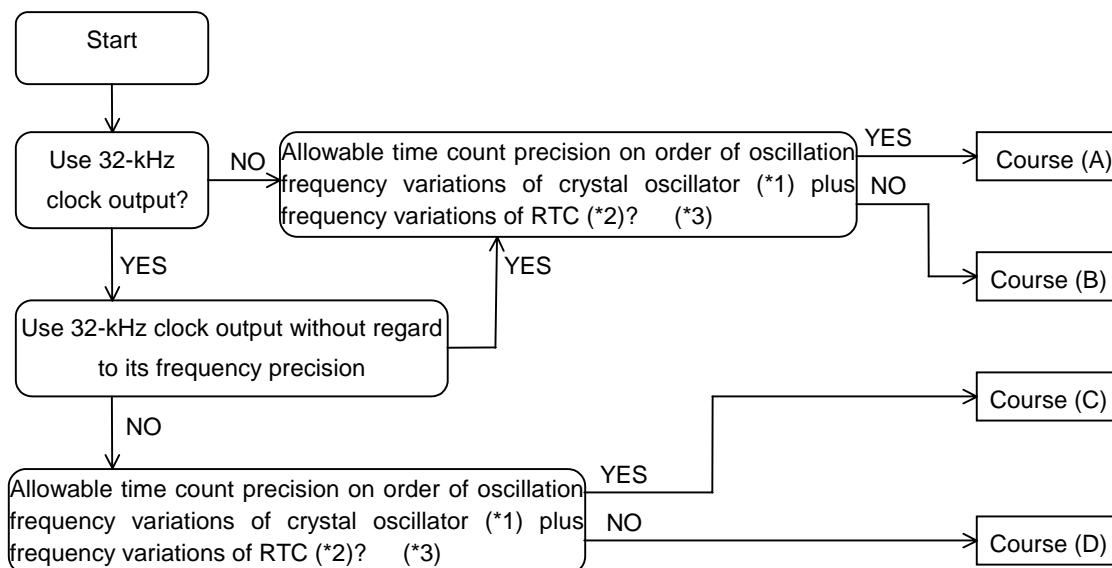 Start
Use 32-kHz
clock output?
NO
Allowable time count precision on order of oscillation
frequency variations of crystal oscillator (*1) plus
frequency variations of RTC (*2)? (*3)
YES
Course (A)
NO
Course (B)
YES
YES
Use 32-kHz clock output without regard
to its frequency precision
NO
Course (C)
Allowable time count precision on order of oscillation
frequency variations of crystal oscillator (*1) plus
frequency variations of RTC (*2)? (*3)
YES
NO
Course (D)